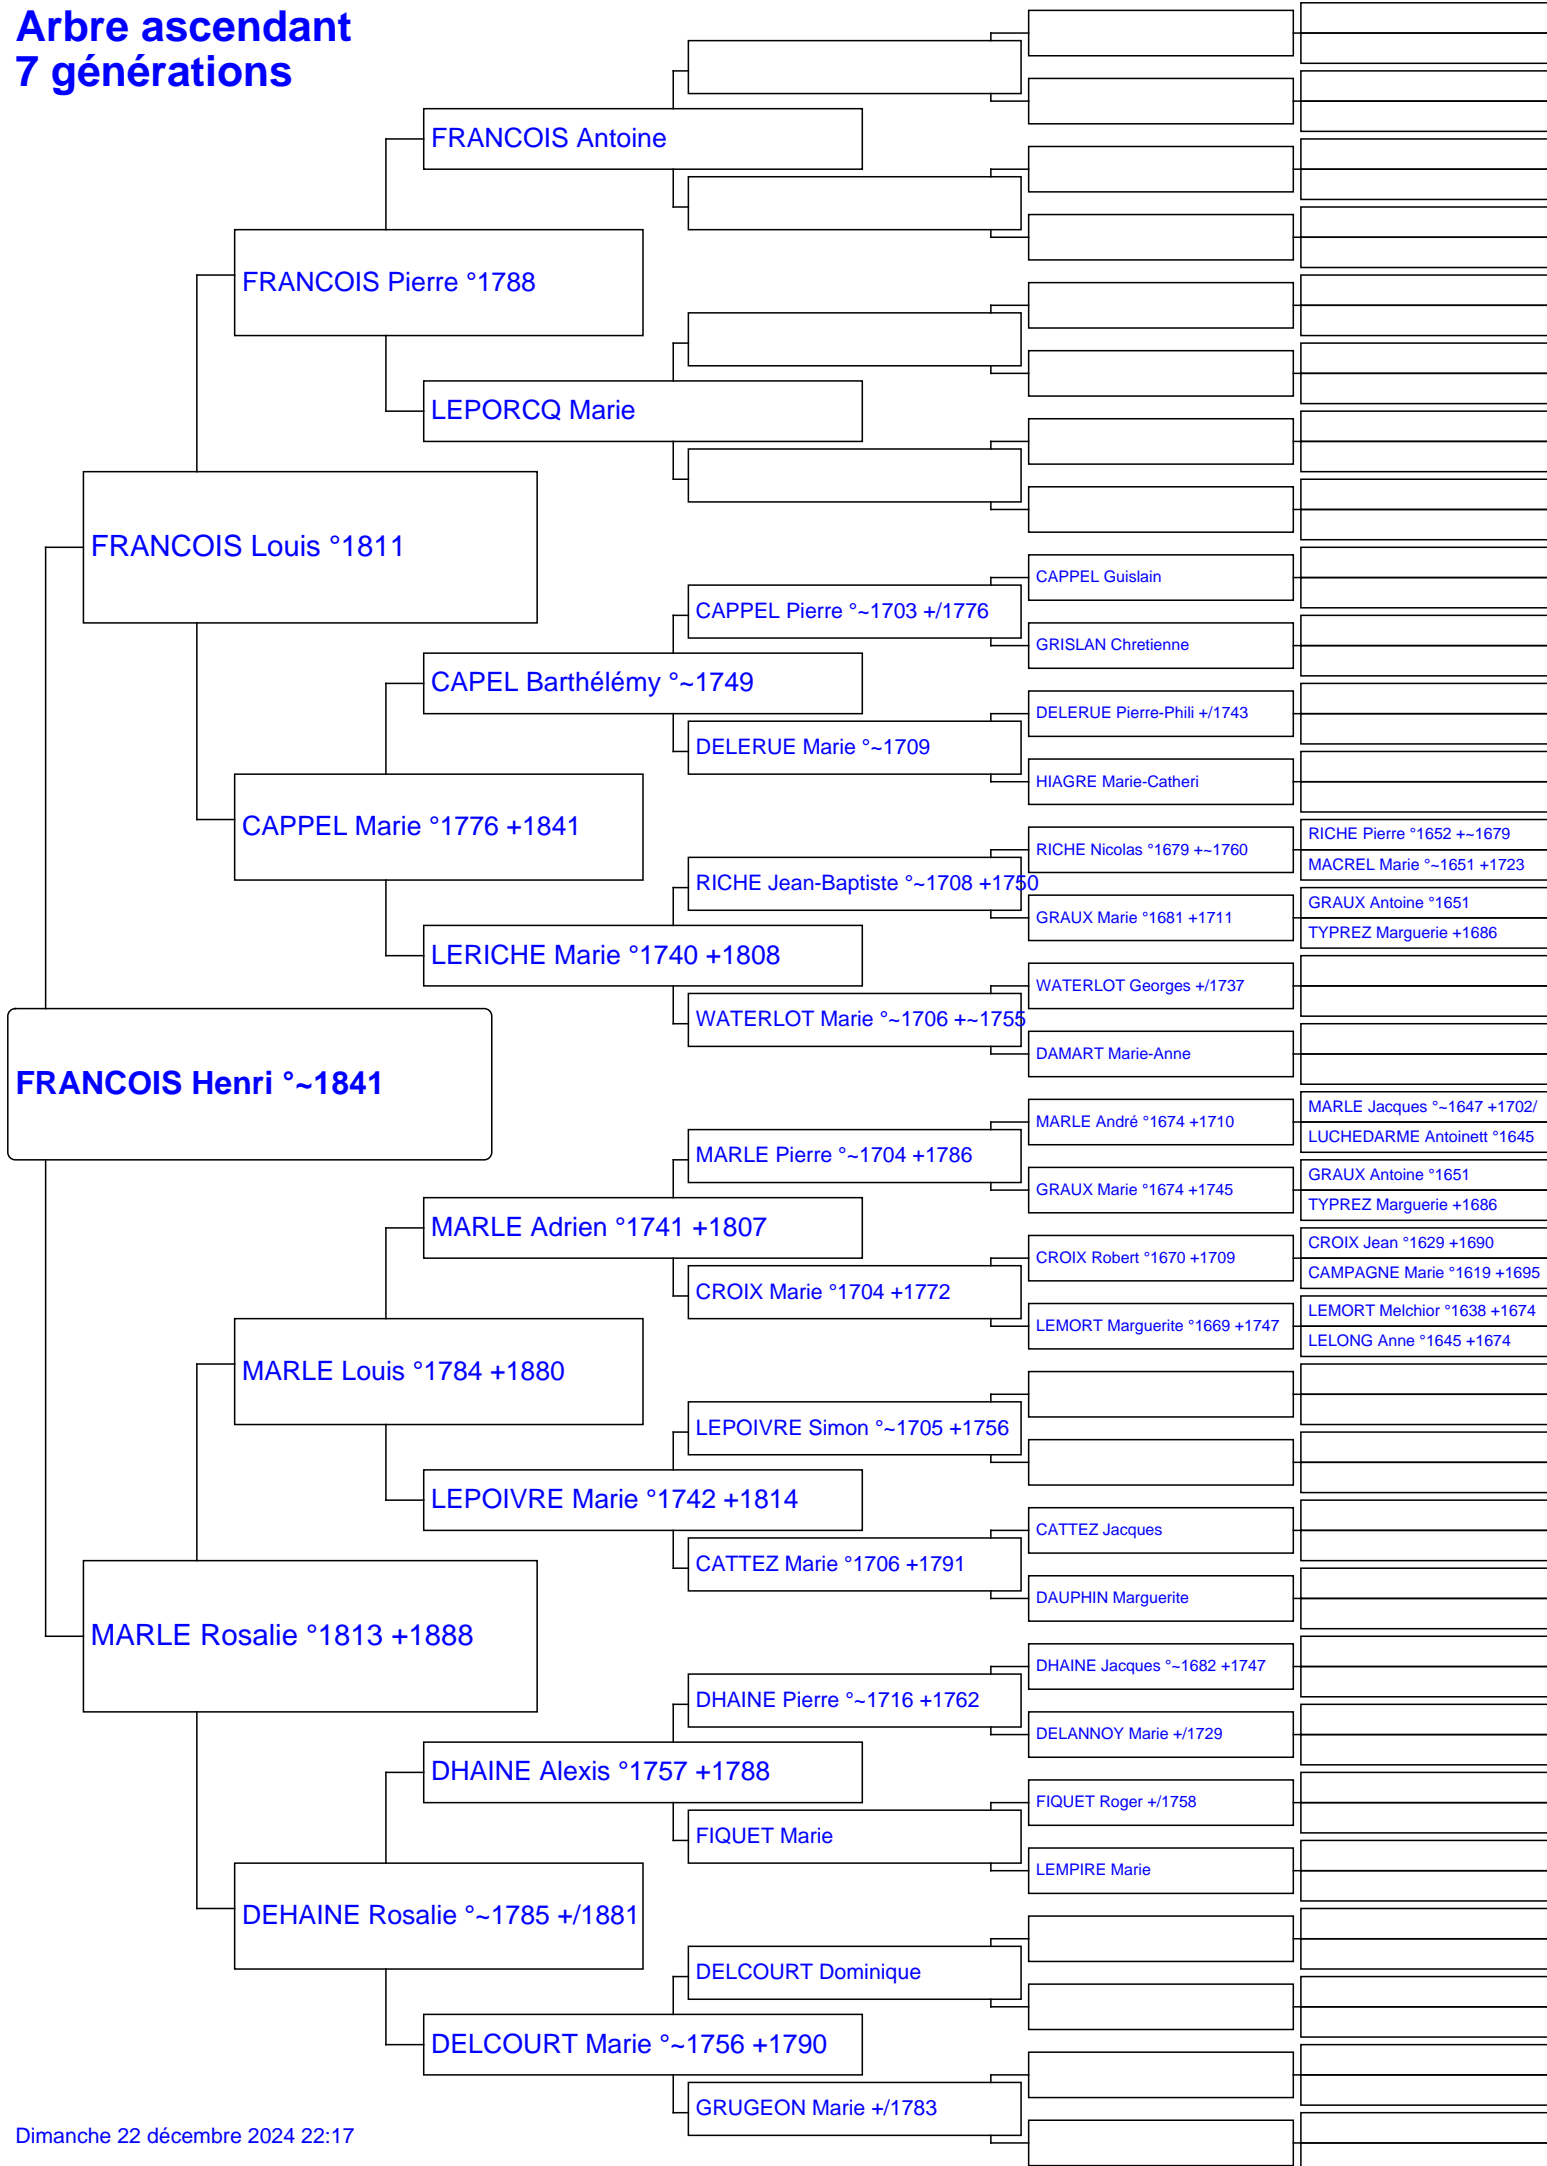 Arbre ascendant
7 générations
FRANCOIS Antoine
FRANCOIS Pierre °1788
LEPORCQ Marie
FRANCOIS Louis °1811
CAPPEL Guislain
CAPPEL Pierre °~1703 +/1776
GRISLAN Chretienne
CAPEL Barthélémy °~1749
DELERUE Pierre-Phili +/1743
DELERUE Marie °~1709
HIAGRE Marie-Catheri
CAPPEL Marie °1776 +1841
RICHE Pierre °1652 +~1679
RICHE Nicolas °1679 +~1760
MACREL Marie °~1651 +1723
RICHE Jean-Baptiste °~1708 +1750
GRAUX Antoine °1651
GRAUX Marie °1681 +1711
TYPREZ Marguerie +1686
LERICHE Marie °1740 +1808
WATERLOT Georges +/1737
WATERLOT Marie °~1706 +~1755
DAMART Marie-Anne
FRANCOIS Henri °~1841
MARLE Jacques °~1647 +1702/
MARLE André °1674 +1710
LUCHEDARME Antoinett °1645
MARLE Pierre °~1704 +1786
GRAUX Antoine °1651
GRAUX Marie °1674 +1745
TYPREZ Marguerie +1686
MARLE Adrien °1741 +1807
CROIX Jean °1629 +1690
CROIX Robert °1670 +1709
CAMPAGNE Marie °1619 +1695
CROIX Marie °1704 +1772
LEMORT Melchior °1638 +1674
LEMORT Marguerite °1669 +1747
LELONG Anne °1645 +1674
MARLE Louis °1784 +1880
LEPOIVRE Simon °~1705 +1756
LEPOIVRE Marie °1742 +1814
CATTEZ Jacques
CATTEZ Marie °1706 +1791
DAUPHIN Marguerite
MARLE Rosalie °1813 +1888
DHAINE Jacques °~1682 +1747
DHAINE Pierre °~1716 +1762
DELANNOY Marie +/1729
DHAINE Alexis °1757 +1788
FIQUET Roger +/1758
FIQUET Marie
LEMPIRE Marie
DEHAINE Rosalie °~1785 +/1881
DELCOURT Dominique
DELCOURT Marie °~1756 +1790
GRUGEON Marie +/1783
Dimanche 22 décembre 2024 22:17